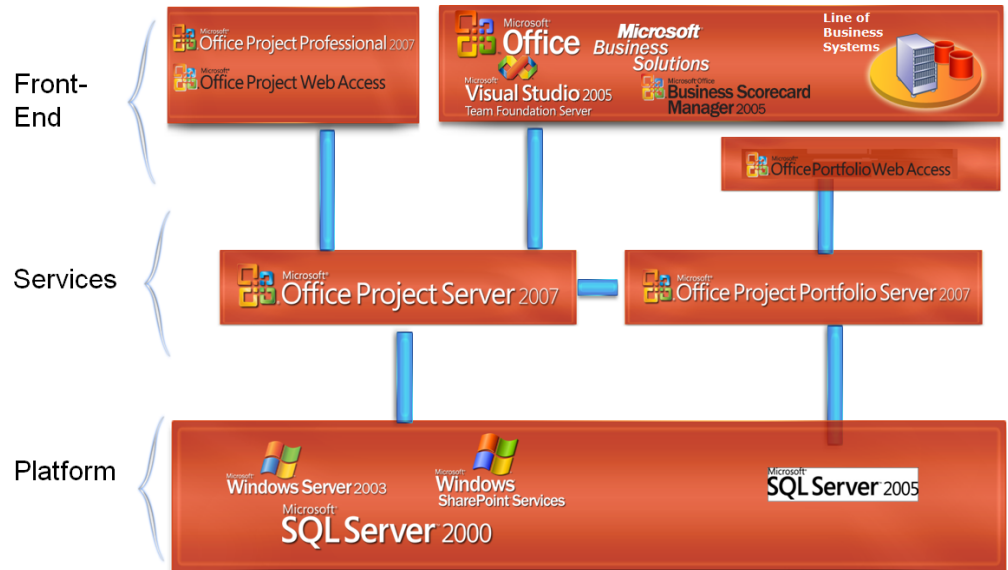 Front-
End
Microsoft®
Office Project Professional 2007
Microsoft®
Office Project Web Access
Microsoft®
Office
Microsoft®
Business
Solutions
Microsoft®
Visual Studio 2005
Team Foundation Server
Microsoft Office
Business Scorecard
Manager 2005
Line of
Business
Systems
Microsoft®
Office Portfolio Web Access
Services
Microsoft®
Office Project Server 2007
Microsoft®
Office Project Portfolio Server 2007
Platform
Microsoft®
Windows Server 2003
Microsoft®
Windows
SharePoint Services
Microsoft®
SQL Server™ 2000
Microsoft®
SQL Server™ 2005